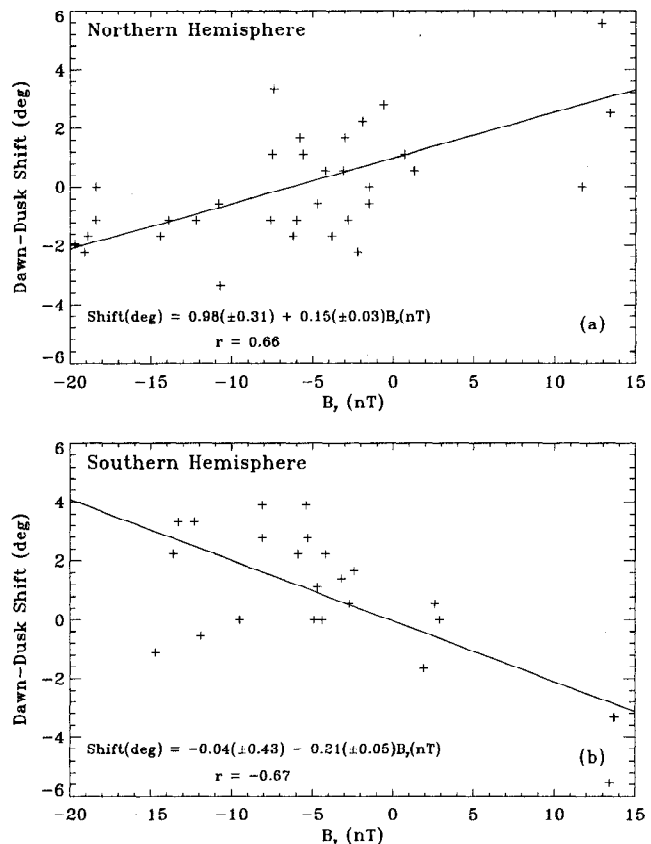 Northern Hemisphere
Dawn-Dusk Shift (deg)
6
4
2
0
-2
-4
-6
Shift(deg) = 0.98(±0.31) + 0.15(±0.03)By(nT)
r = 0.66
(a)
-20 -15 -10 -5 0 5 10 15
By (nT)
Southern Hemisphere
Dawn-Dusk Shift (deg)
6
4
2
0
-2
-4
-6
Shift(deg) = -0.04(±0.43) - 0.21(±0.05)By(nT)
r = -0.67
(b)
-20 -15 -10 -5 0 5 10 15
By (nT)